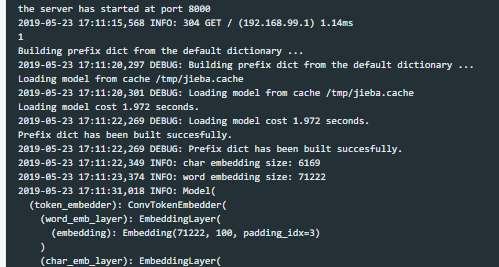 the server has started at port 8000
2019-05-23 17:11:15,568 INFO: 304 GET / (192.168.99.1) 1.14ms
1
Building prefix dict from the default dictionary ...
2019-05-23 17:11:20,297 DEBUG: Building prefix dict from the default dictionary ...
Loading model from cache /tmp/jieba.cache
2019-05-23 17:11:20,301 DEBUG: Loading model from cache /tmp/jieba.cache
Loading model cost 1.972 seconds.
2019-05-23 17:11:22,269 DEBUG: Loading model cost 1.972 seconds.
Prefix dict has been built succesfully.
2019-05-23 17:11:22,269 DEBUG: Prefix dict has been built succesfully.
2019-05-23 17:11:22,349 INFO: char embedding size: 6169
2019-05-23 17:11:23,374 INFO: word embedding size: 71222
2019-05-23 17:11:31,018 INFO: Model(
  (token_embedder): ConvTokenEmbedder(
    (word_emb_layer): EmbeddingLayer(
      (embedding): Embedding(71222, 100, padding_idx=3)
    )
    (char_emb_layer): EmbeddingLayer(